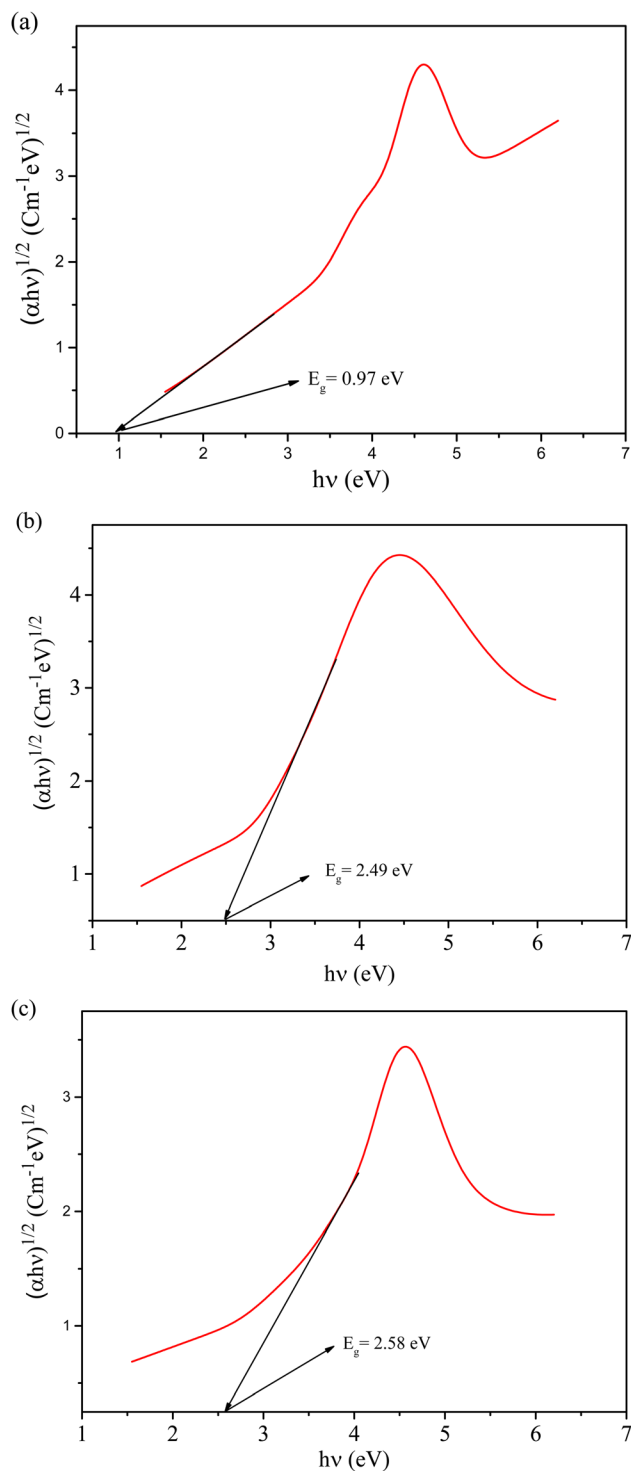 (a)
(αhν)^1/2 (Cm^-1eV)^1/2
4
3
2
1
0
E_g= 0.97 eV
1 2 3 4 5 6 7
hν (eV)
(b)
(αhν)^1/2 (Cm^-1eV)^1/2
4
3
2
1
E_g= 2.49 eV
1 2 3 4 5 6 7
hν (eV)
(c)
(αhν)^1/2 (Cm^-1eV)^1/2
3
2
1
E_g= 2.58 eV
1 2 3 4 5 6 7
hν (eV)